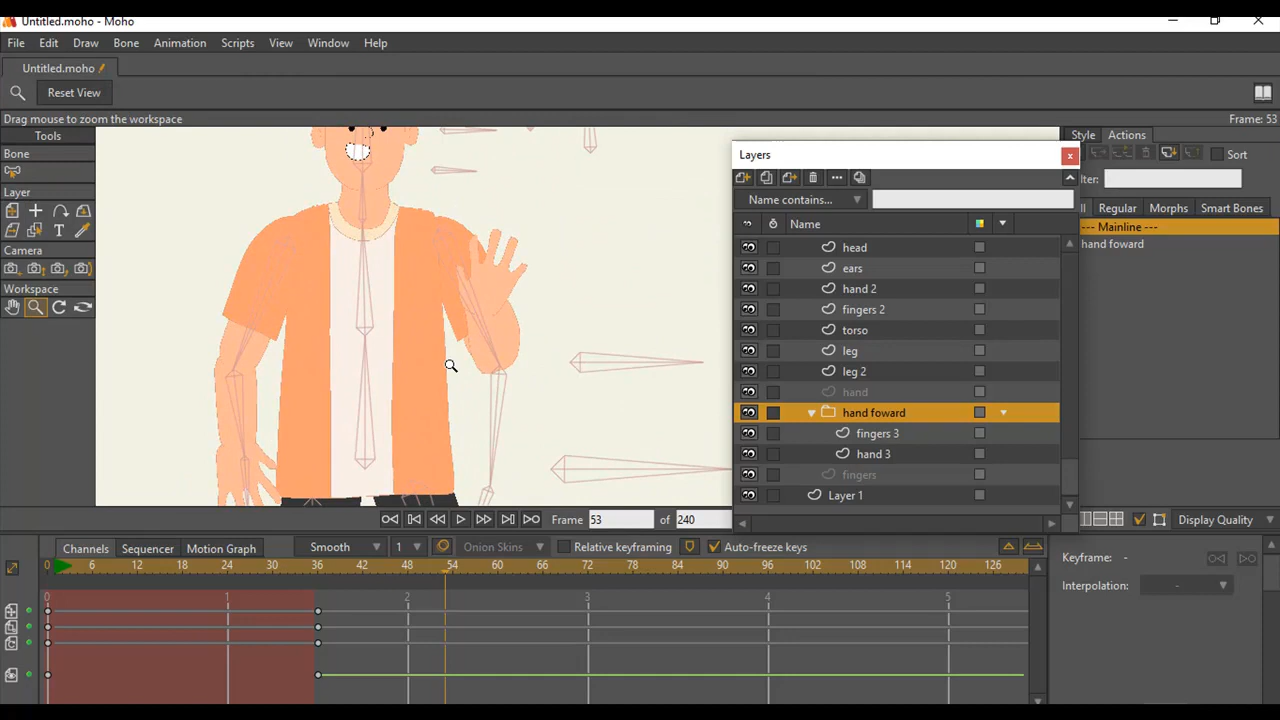 Untitled.moho - Moho
File Edit Draw Bone Animation Scripts View Window Help
Untitled.moho
Reset View
Drag mouse to zoom the workspace
Frame: 53
Tools
Bone
Layer
Camera
Workspace
Layers
Name contains...
Name
head
ears
hand 2
fingers 2
torso
leg
leg 2
hand
hand foward
fingers 3
hand 3
fingers
Layer 1
Style Actions
Sort
lter:
ll Regular Morphs Smart Bones
--- Mainline ---
hand foward
Frame 53 of 240
Display Quality
Channels Sequencer Motion Graph Smooth 1 Onion Skins Relative keyframing Auto-freeze keys
0 6 12 18 24 30 36 42 48 54 60 66 72 78 84 90 96 102 108 114 120 126
0 1 2 3 4 5
Keyframe: -
Interpolation: -